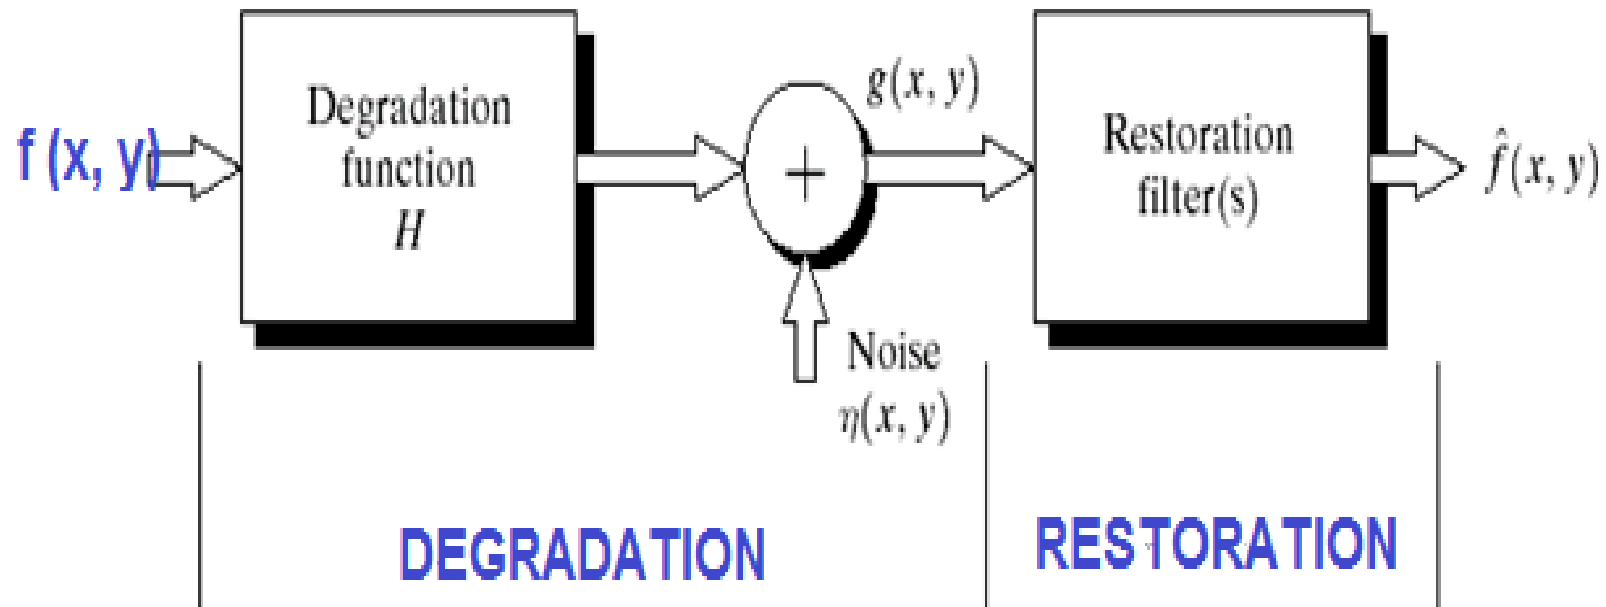 f (x, y)
Degradation
function
H
+
g(x, y)
Noise
η(x, y)
Restoration
filter(s)
f̂(x, y)
DEGRADATION
RESTORATION